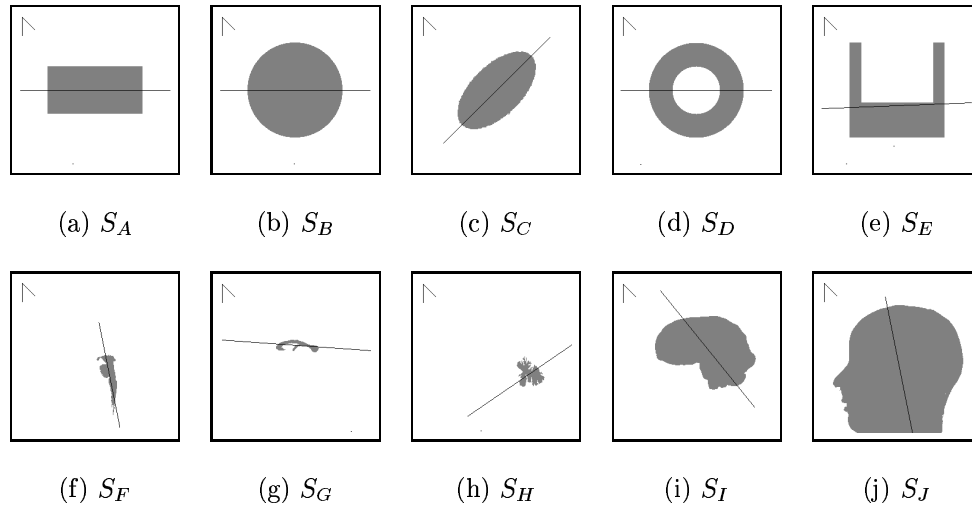 (a) S_A (b) S_B (c) S_C (d) S_D (e) S_E
(f) S_F (g) S_G (h) S_H (i) S_I (j) S_J